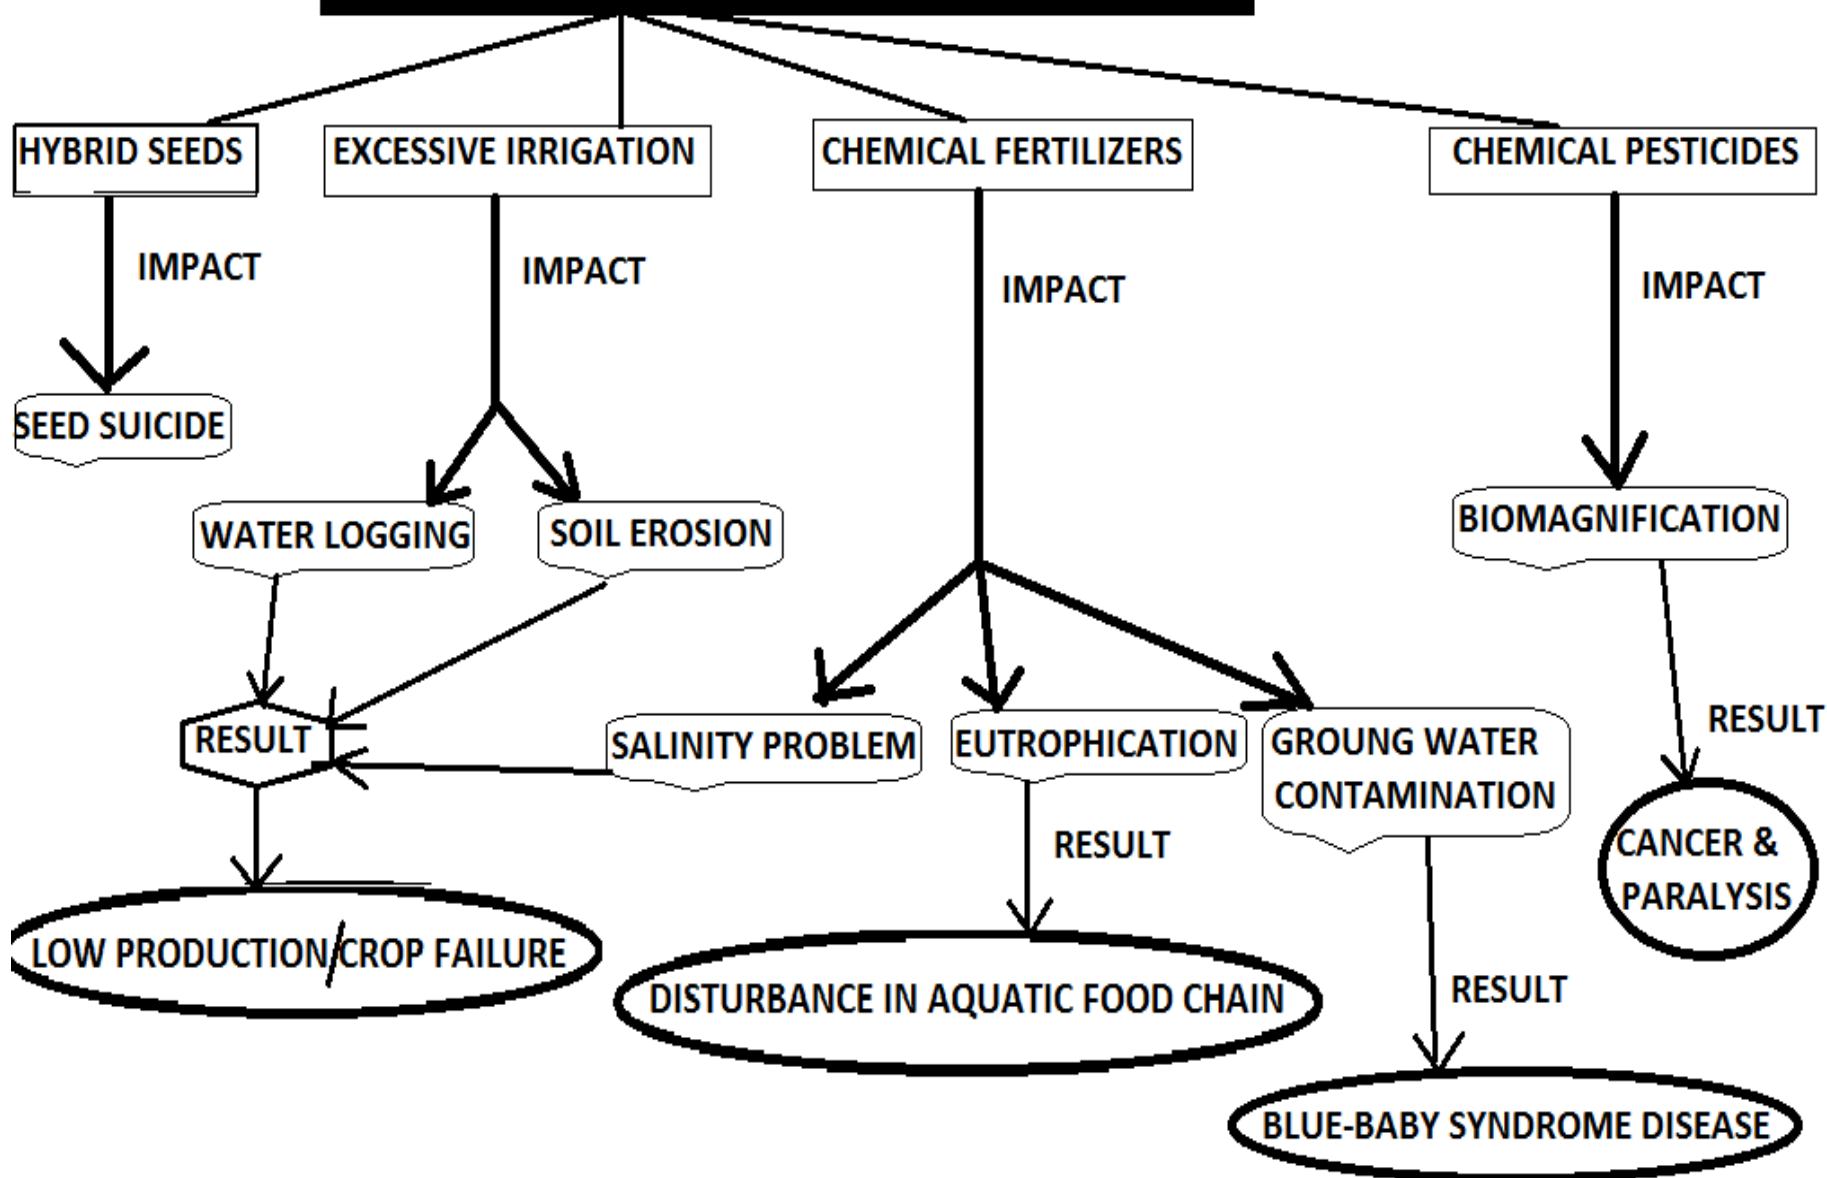 HYBRID SEEDS
EXCESSIVE IRRIGATION
CHEMICAL FERTILIZERS
CHEMICAL PESTICIDES
IMPACT
IMPACT
IMPACT
IMPACT
SEED SUICIDE
WATER LOGGING
SOIL EROSION
BIOMAGNIFICATION
RESULT
SALINITY PROBLEM
EUTROPHICATION
GROUNG WATER
CONTAMINATION
RESULT
RESULT
CANCER &
PARALYSIS
LOW PRODUCTION/CROP FAILURE
DISTURBANCE IN AQUATIC FOOD CHAIN
RESULT
BLUE-BABY SYNDROME DISEASE